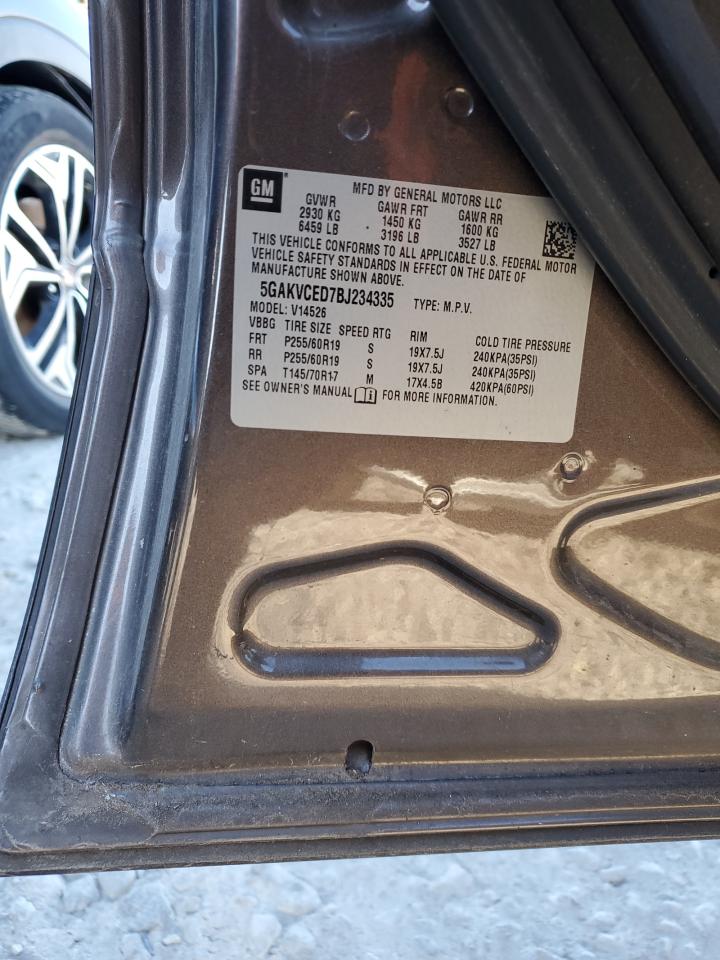 GM
MFD BY GENERAL MOTORS LLC
GVWR GAWR FRT GAWR RR
2930 KG 1450 KG 1600 KG
6459 LB 3196 LB 3527 LB
THIS VEHICLE CONFORMS TO ALL APPLICABLE U.S. FEDERAL MOTOR
VEHICLE SAFETY STANDARDS IN EFFECT ON THE DATE OF
MANUFACTURE SHOWN ABOVE.
5GAKVCED7BJ234335 TYPE: M.P.V.
MODEL: V14526
VBBG TIRE SIZE SPEED RTG RIM COLD TIRE PRESSURE
FRT P255/60R19 S 19X7.5J 240KPA(35PSI)
RR P255/60R19 S 19X7.5J 240KPA(35PSI)
SPA T145/70R17 M 17X4.5B 420KPA(60PSI)
SEE OWNER'S MANUAL FOR MORE INFORMATION.